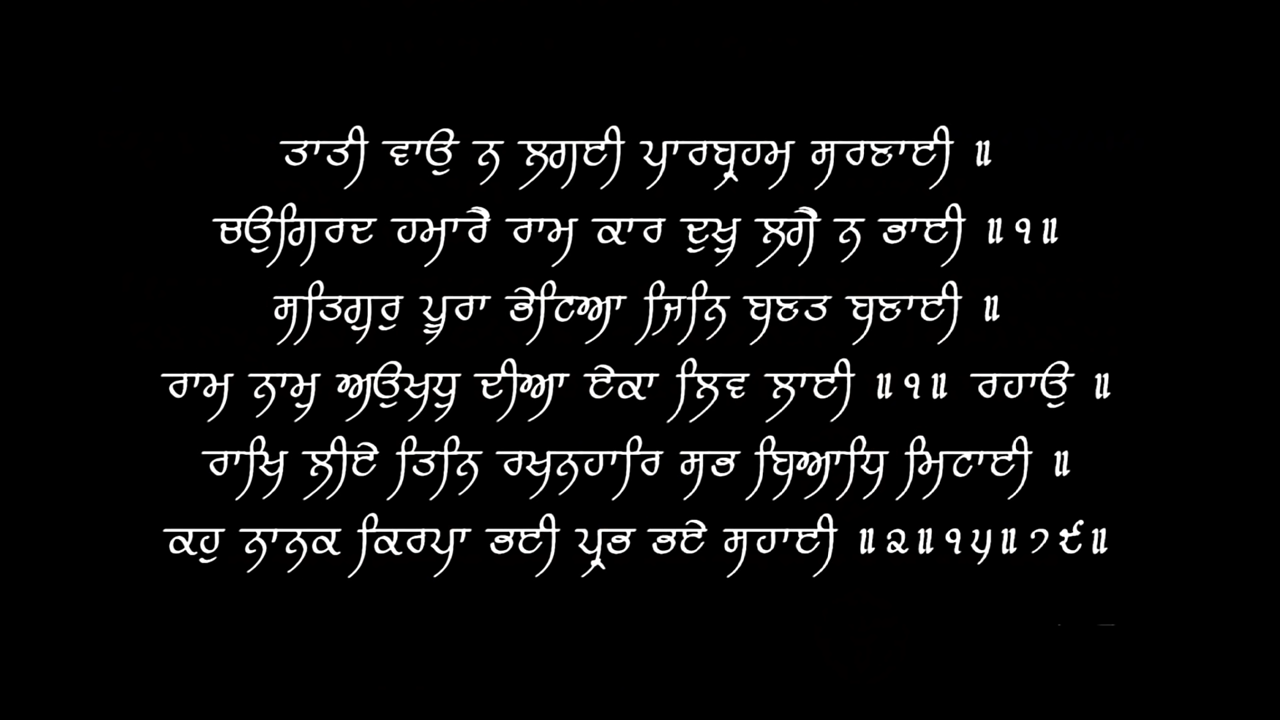 ਤਾਤੀ ਵਾਉ ਨ ਲਗਈ ਪਾਰਬ੍ਰਹਮ ਸਰਣਾਈ ॥
ਚਉਗਿਰਦ ਹਮਾਰੈ ਰਾਮ ਕਾਰ ਦੁਖੁ ਲਗੈ ਨ ਭਾਈ ॥੧॥
ਸਤਿਗੁਰੁ ਪੂਰਾ ਭੇਟਿਆ ਜਿਨਿ ਬਣਤ ਬਣਾਈ ॥
ਰਾਮ ਨਾਮੁ ਅਉਖਧੁ ਦੀਆ ਏਕਾ ਲਿਵ ਲਾਈ ॥੧॥ ਰਹਾਉ ॥
ਰਾਖਿ ਲੀਏ ਤਿਨਿ ਰਖਨਹਾਰਿ ਸਭ ਬਿਆਧਿ ਮਿਟਾਈ ॥
ਕਹੁ ਨਾਨਕ ਕਿਰਪਾ ਭਈ ਪ੍ਰਭ ਭਏ ਸਹਾਈ ॥੨॥੧੫॥੭੯॥